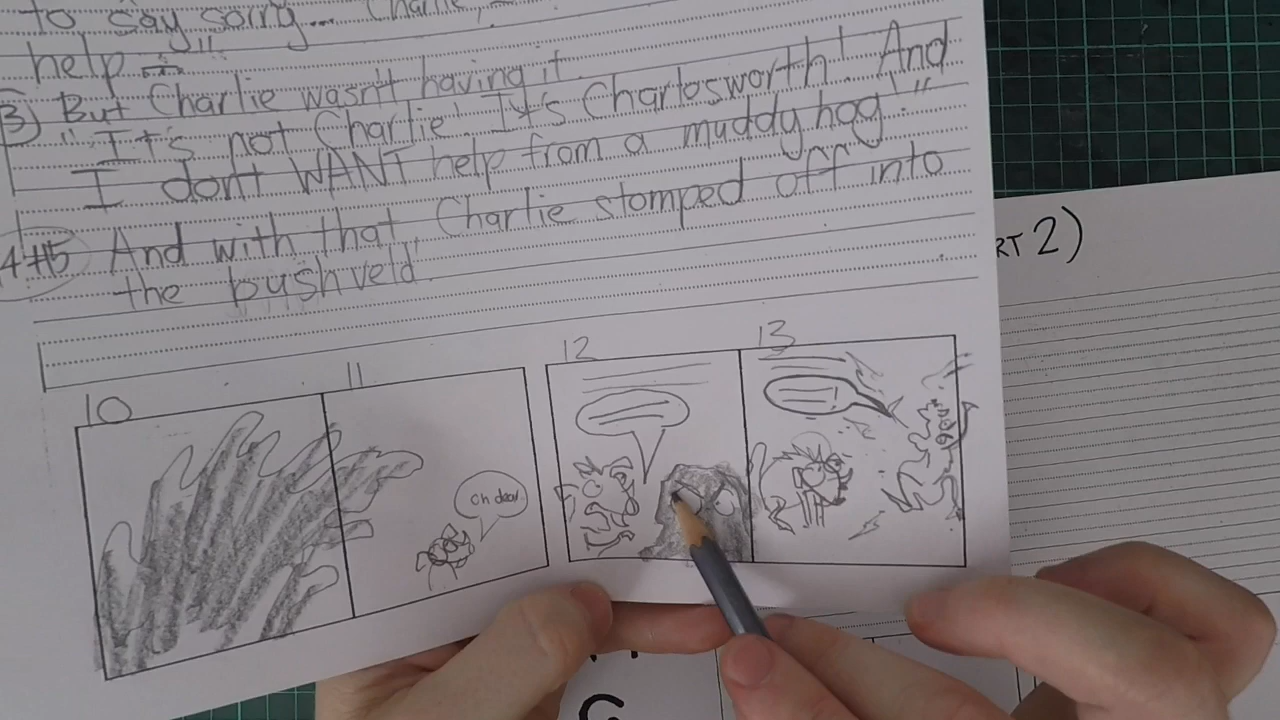 to say sorry... Charlie,
help
3) But Charlie wasn't having it.
"It's not Charlie! It's Charlosworth! And
I don't WANT help from a muddy hog!"
4+5 And with that Charlie stomped off into
the bushveld
RT 2)
10
11
12
13
oh dear.